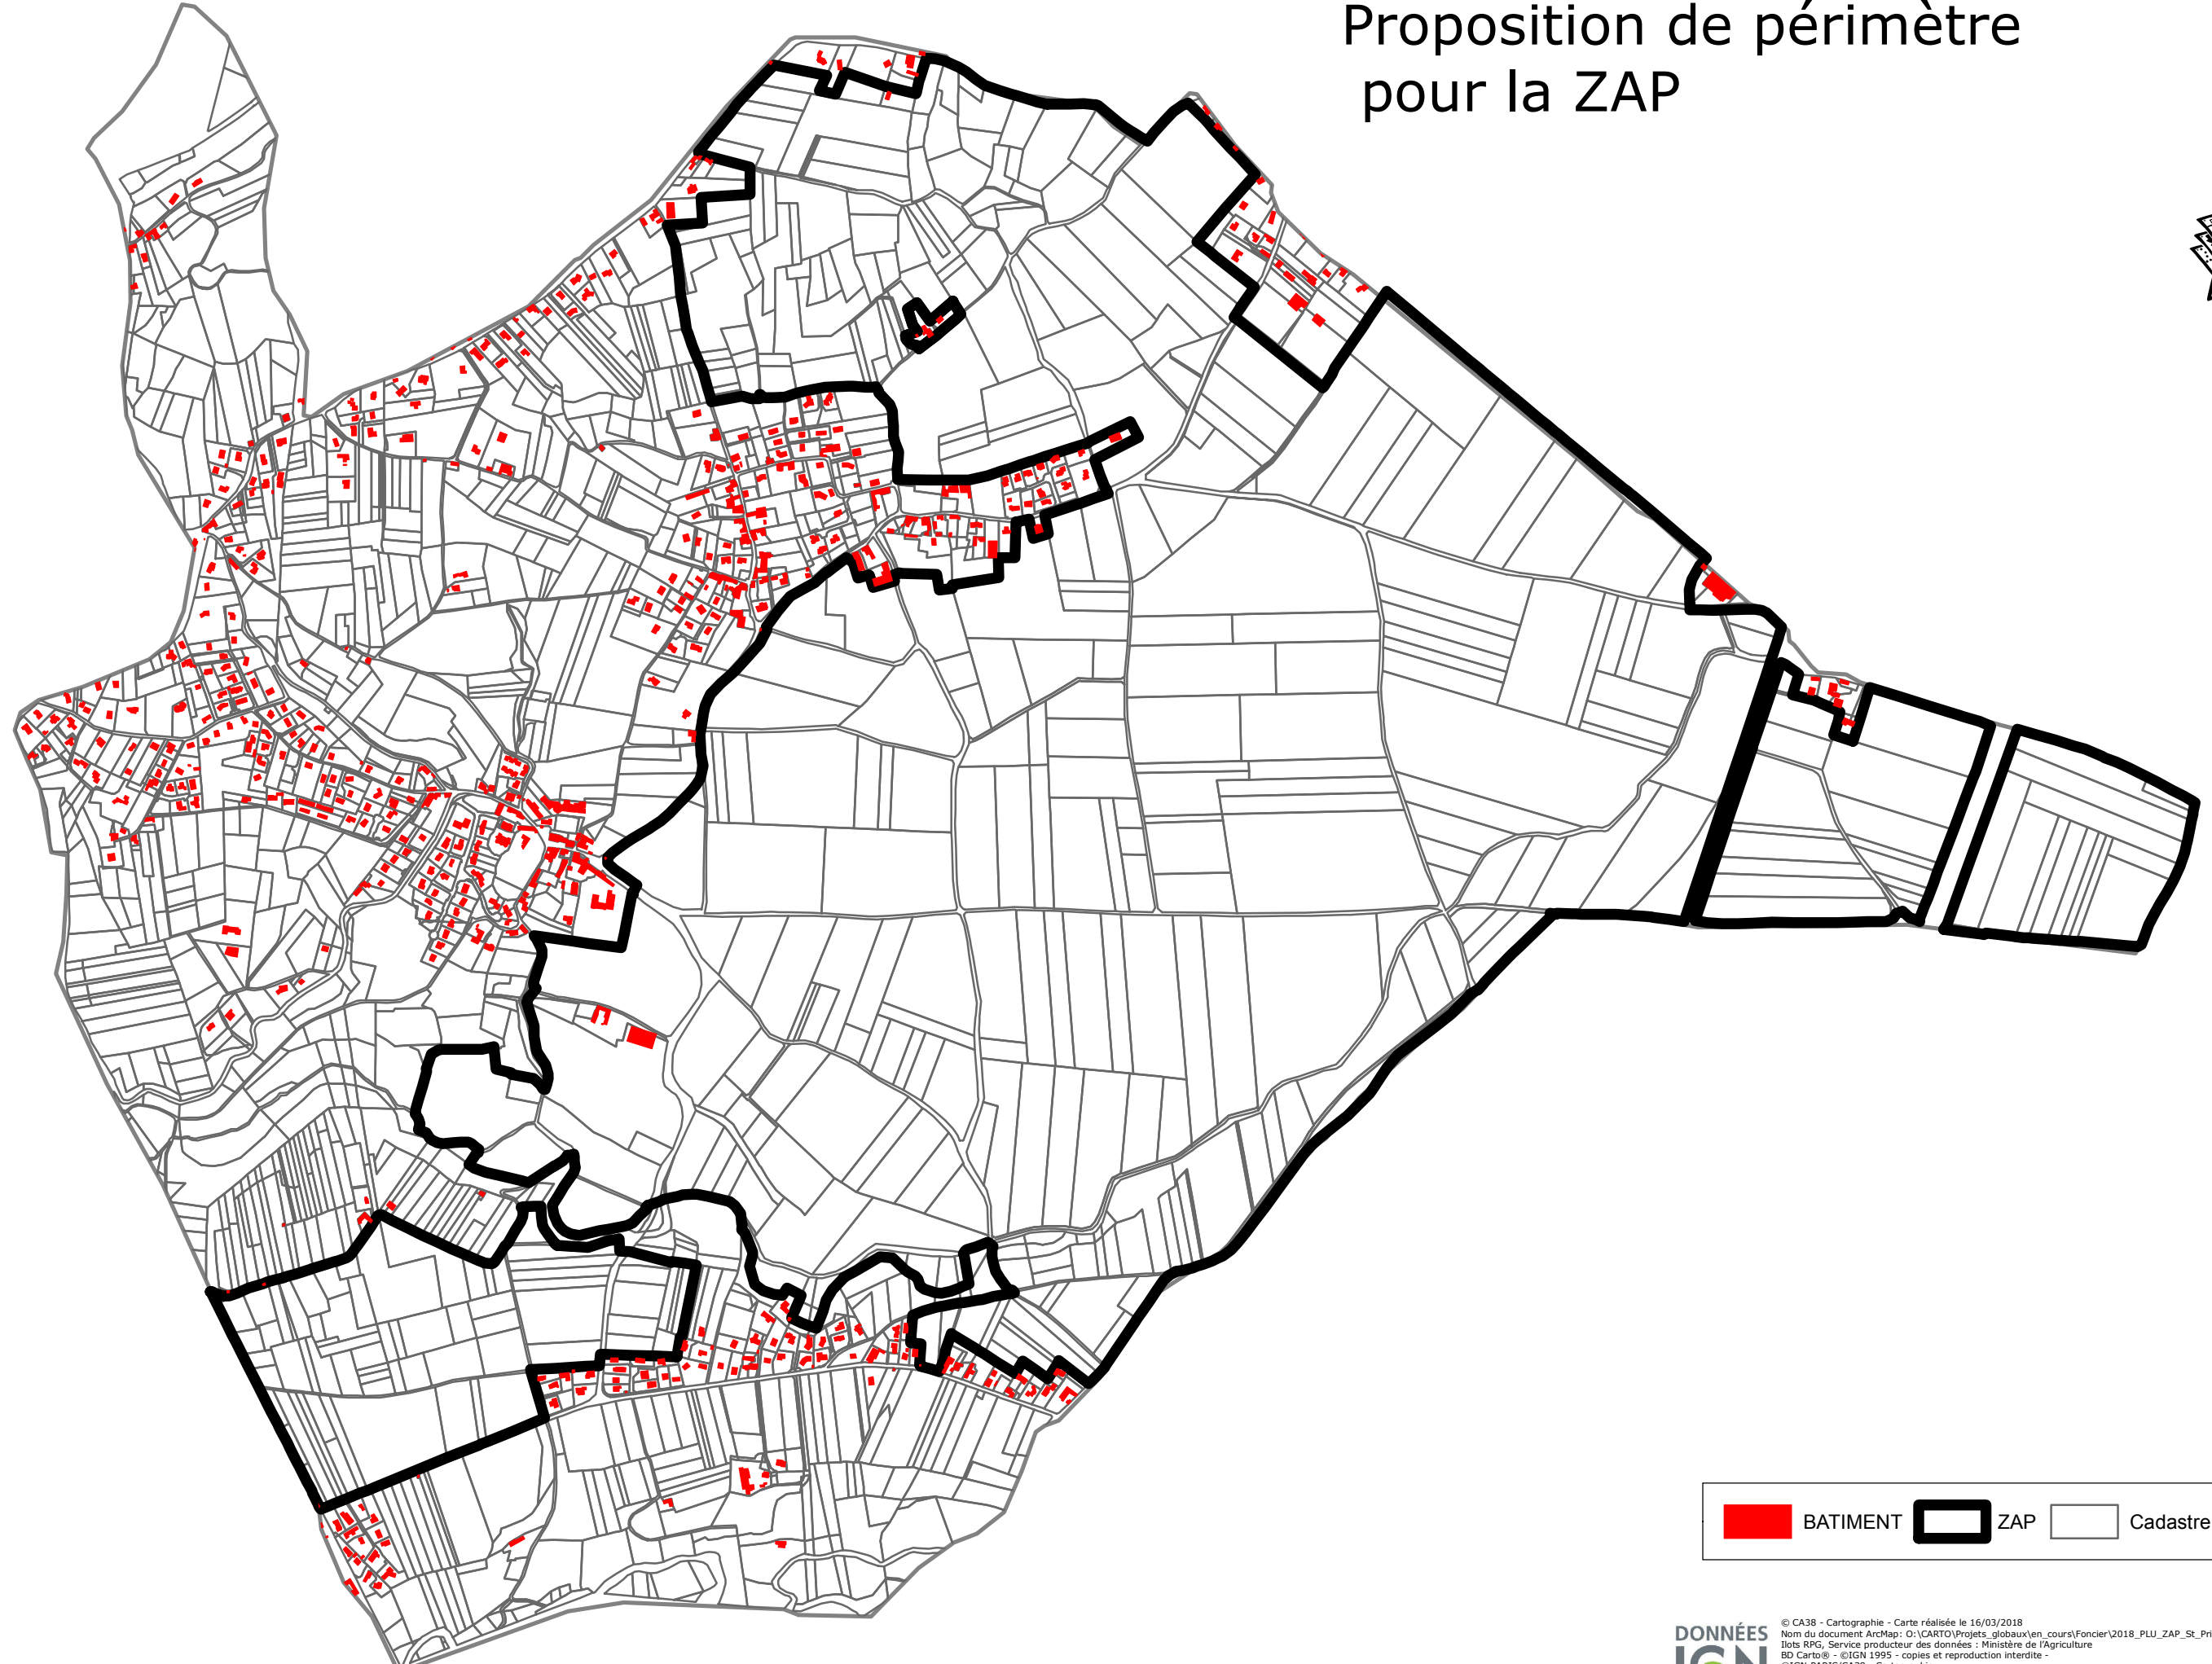 Proposition de périmètre
pour la ZAP
BATIMENT
ZAP
Cadastre
DONNÉES
IGN
© CA38 - Cartographie - Carte réalisée le 16/03/2018
Nom du document ArcMap: O:\CARTO\Projets_globaux\en_cours\Foncier\2018_PLU_ZAP_St_Pri
Ilots RPG, Service producteur des données : Ministère de l'Agriculture
BD Carto® - ©IGN 1995 - copies et reproduction interdite -